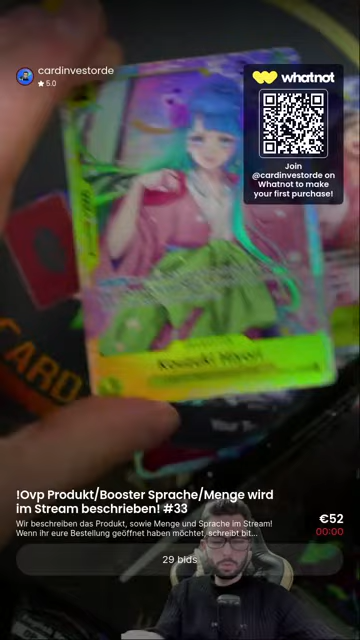 cardinvestorde
★ 5.0
whatnot
Join
@cardinvestorde on
Whatnot to make
your first purchase!
CARD
Kouzuki Hiyori
Your T
!Ovp Produkt/Booster Sprache/Menge wird
im Stream beschrieben! #33
€52
Wir beschreiben das Produkt, sowie Menge und Sprache im Stream!
Wenn ihr eure Bestellung geöffnet haben möchtet, schreibt bit...
00:00
29 bids